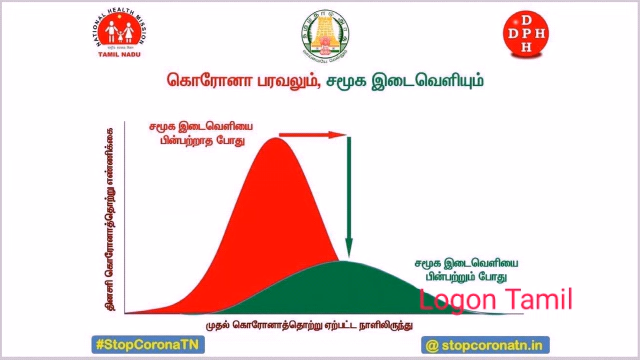 NATIONAL HEALTH MISSION
TAMIL NADU
D
DPH
H
கொரோனா பரவலும், சமூக இடைவெளியும்
சமூக இடைவெளியை
பின்பற்றாத போது
தினசரி கொரோனாத்தொற்று எண்ணிக்கை
சமூக இடைவெளியை
பின்பற்றும் போது
Logon Tamil
முதல் கொரோனாத்தொற்று ஏற்பட்ட நாளிலிருந்து
#StopCoronaTN
@ stopcoronatn.in